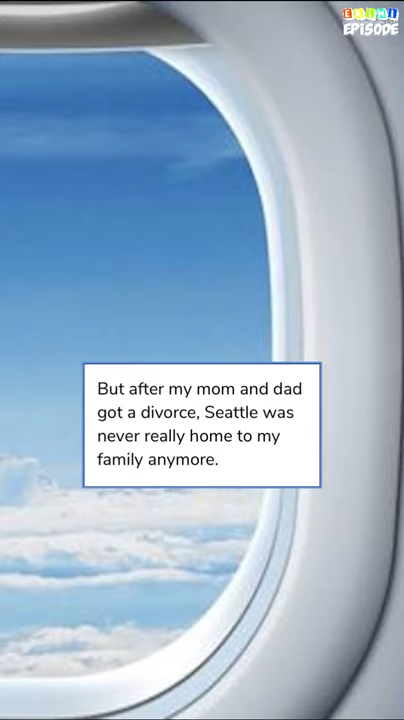 EPISODE
But after my mom and dad
got a divorce, Seattle was
never really home to my
family anymore.